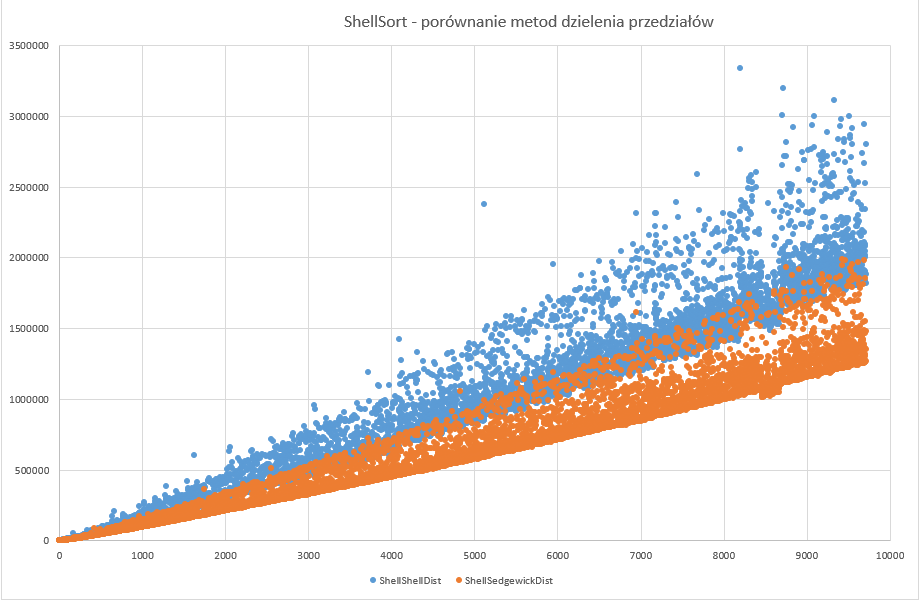 ShellSort - porównanie metod dzielenia przedziałów
3500000
3000000
2500000
2000000
1500000
1000000
500000
0
0 1000 2000 3000 4000 5000 6000 7000 8000 9000 10000
ShellShellDist ShellSedgewickDist